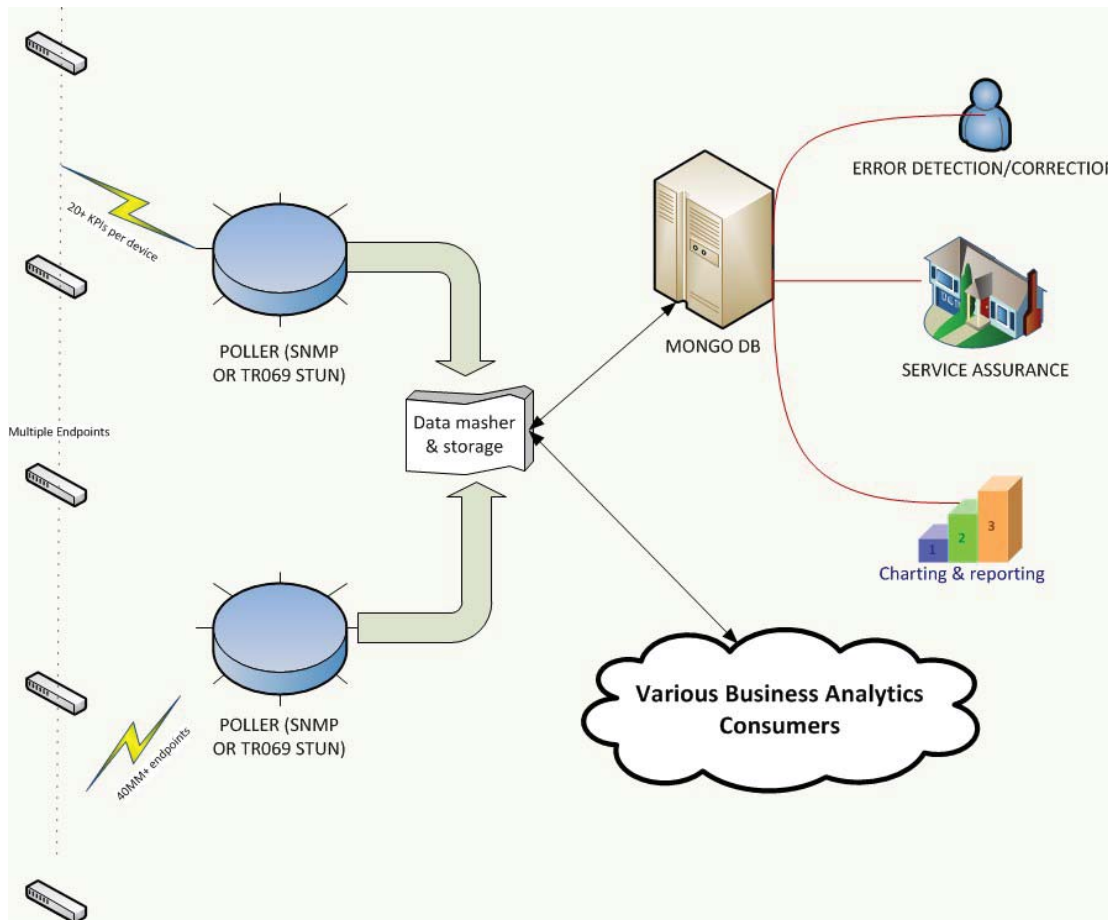 20+ KPIs per device
POLLER (SNMP
OR TR069 STUN)
Multiple Endpoints
Data masher
& storage
POLLER (SNMP
OR TR069 STUN)
40MM+ endpoints
MONGO DB
ERROR DETECTION/CORRECTION
SERVICE ASSURANCE
1
2
3
Charting & reporting
Various Business Analytics
Consumers